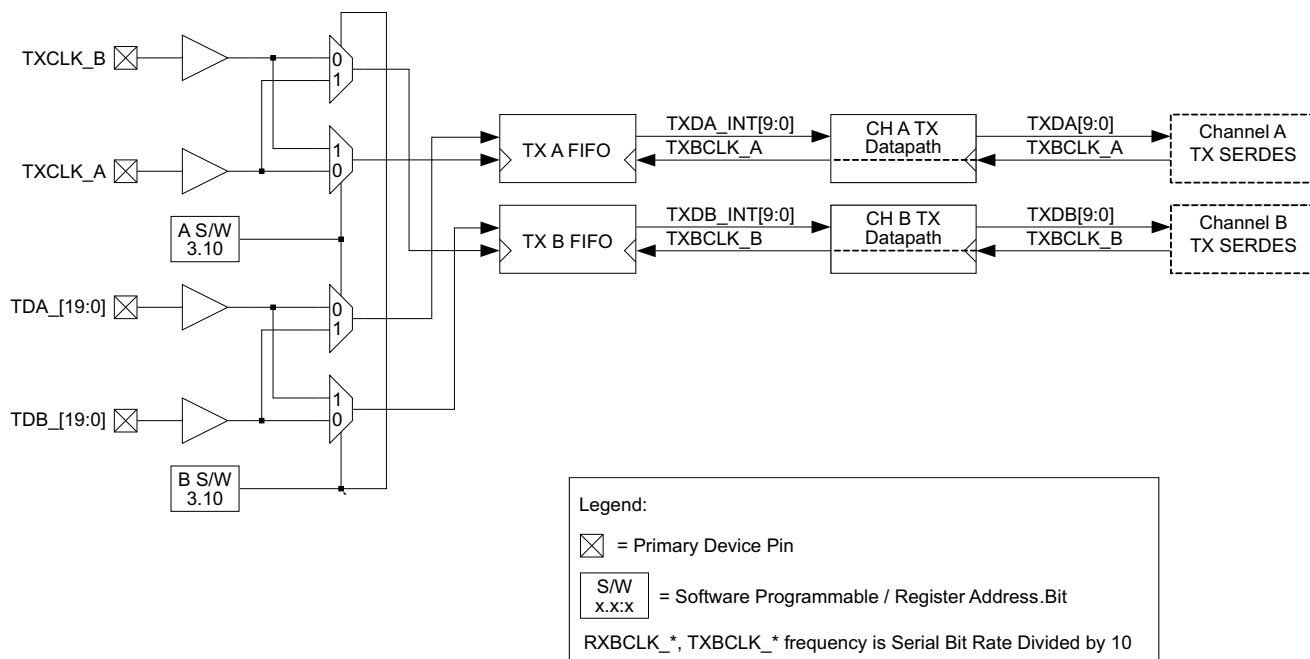 TXCLK_B
0
1
TXCLK_A
1
0
A S/W
3.10
TDA_[19:0]
0
1
TDB_[19:0]
1
0
B S/W
3.10
TX A FIFO
TXDA_INT[9:0]
TXBCLK_A
CH A TX
Datapath
TXDA[9:0]
TXBCLK_A
Channel A
TX SERDES
TX B FIFO
TXDB_INT[9:0]
TXBCLK_B
CH B TX
Datapath
TXDB[9:0]
TXBCLK_B
Channel B
TX SERDES
Legend:
= Primary Device Pin
S/W
x.x:x
= Software Programmable / Register Address.Bit
RXBCLK_*, TXBCLK_* frequency is Serial Bit Rate Divided by 10